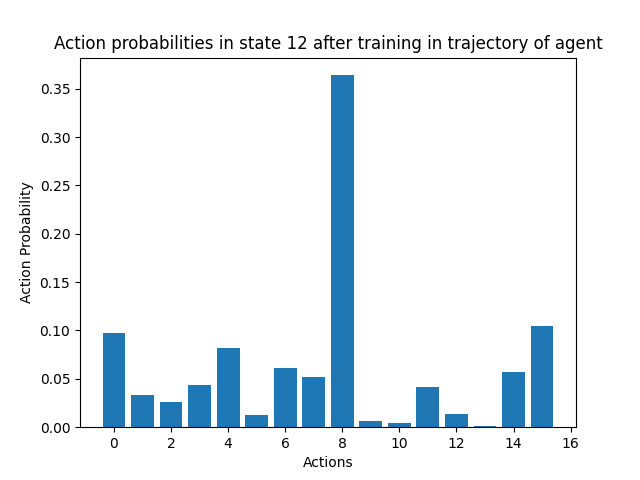 Action probabilities in state 12 after training in trajectory of agent
0.35
0.30
0.25
0.20
0.15
0.10
0.05
0.00
Action Probability
0 2 4 6 8 10 12 14 16
Actions